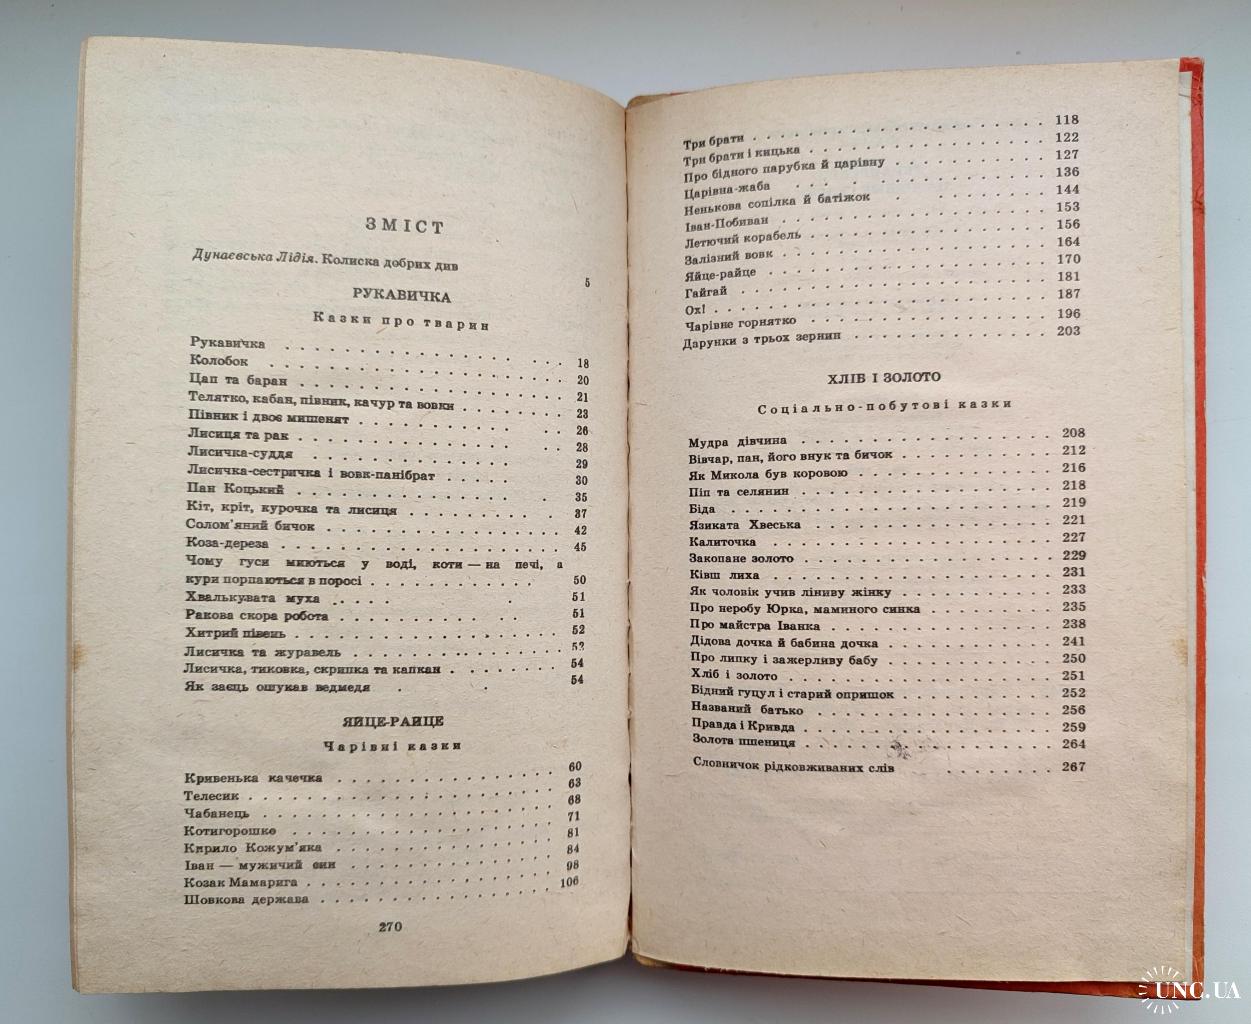 ЗМІСТ
Дунаєвська Лідія. Колиска добрих див 5
РУКАВИЧКА
Казки про тварин
Рукавичка . . . . . . . . . . 18
Колобок . . . . . . . . . . 20
Цап та баран . . . . . . . . . . 21
Телятко, кабан, півник, качур та вовки . . . . . . 23
Півник і двоє мишенят . . . . . . . . 26
Лисиця та рак . . . . . . . . . . 28
Лисичка-суддя . . . . . . . . . . 29
Лисичка-сестричка і вовк-панібрат . . . . . 30
Пан Коцький . . . . . . . . . . 35
Кіт, кріт, курочка та лисиця . . . . . . . . 37
Солом'яний бичок . . . . . . . . . . 42
Коза-дереза . . . . . . . . . . 45
Чому гуси миються у воді, коти — на печі, а
кури порпаються в поросі . . . . . . . . 50
Хвалькувата муха . . . . . . 51
Ракова скора робота . . . . . . . . 51
Хитрий півень . . . . . . . . . . 52
Лисичка та журавель . . . . . . . . 52
Лисичка, тиковка, скрипка та капкан . . . . . . 54
Як заєць ошукав ведмедя . . 54
ЯЙЦЕ-РАЙЦЕ
Чарівні казки
Кривенька качечка . . . . . . . . . . 60
Телесик . . . . . . . . . . 63
Чабанець . . . . . . . . . . 68
Котигорошко . . . . . . . . . . 71
Кирило Кожум'яка . . . . . . . . . . 81
Іван — мужичий син . . . . . . . . . . 84
Козак Мамарига . . . . . . . . . . 98
Шовкова держава . . . . . . . . . . 106
270
Три брати . . . . . . . . . . 118
Три брати і кицька . . . . . . . . . . 122
Про бідного парубка й царівну . . . . . . . . 127
Царівна-жаба . . . . . . . . . . 136
Ненькова сопілка й батіжок . . . . . . . . 144
Іван-Побиван . . . . . . . . . . 153
Летючий корабель . . . . . . . . . . 156
Залізний вовк . . . . . . . . . . 164
Яйце-райце . . . . . . . . . . 170
Гайгай . . . . . . . . . . 181
Ох! . . . . . . . . . . 187
Чарівне горнятко . . . . . . . . . . 196
Дарунки з трьох зернин . . . . . . . . . . 203
ХЛІВ І ЗОЛОТО
Соціально-побутові казки
Мудра дівчина . . . . . . . . . . 208
Вівчар, пан, його внук та бичок . . . . . . . . 212
Як Микола був коровою . . . . . . . . . . 216
Піп та селянин . . . . . . . . . . 218
Біда . . . . . . . . . . 219
Язиката Хвеська . . . . . . . . . . 221
Калиточка . . . . . . . . . . 227
Закопане золото . . . . . . . . . . 229
Ківш лиха . . . . . . . . . . 231
Як чоловік учив ліниву жінку . . . . . . . . 233
Про неробу Юрка, маминого синка . . . . . . . . 235
Про майстра Іванка . . . . . . . . . . 238
Дідова дочка й бабина дочка . . . . . . . . . . 241
Про липку і зажерливу бабу . . . . . . . . . . 250
Хліб і золото . . . . . . . . . . 251
Бідний гуцул і старий опришок . . . . . . . . 252
Названий батько . . . . . . . . . . 256
Правда і Кривда . . . . . . . . . . 259
Золота пшениця . . . . . . . . . . 264
Словничок рідковживаних слів . . . . . . . 267
UNC.UA